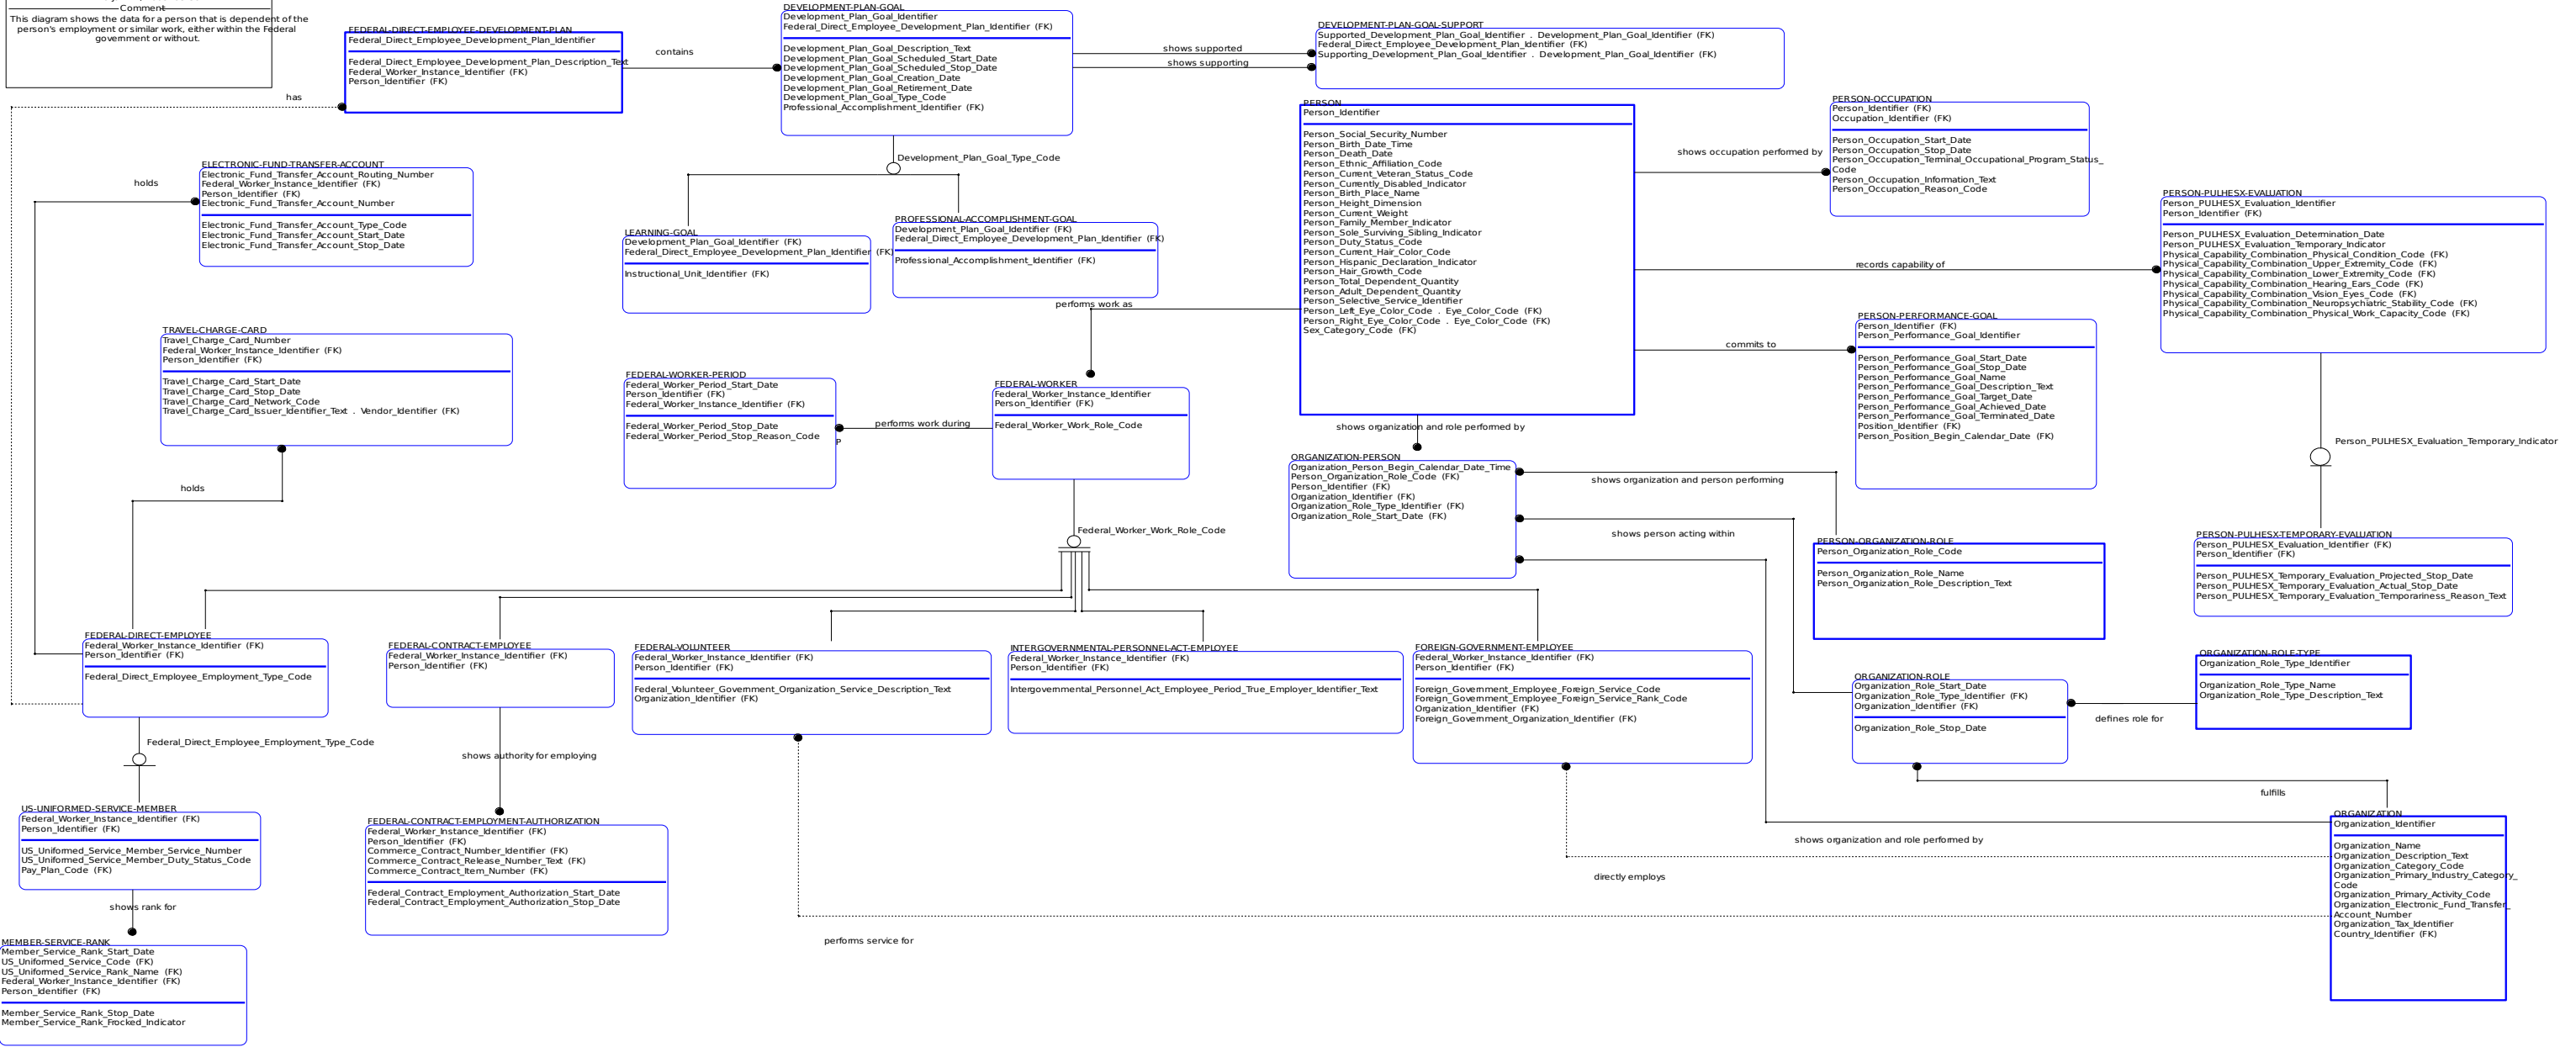 Comment
This diagram shows the data for a person that is dependent of the
person's employment or similar work, either within the Federal
government or without.
FEDERAL-DIRECT-EMPLOYEE-DEVELOPMENT-PLAN
Federal_Direct_Employee_Development_Plan_Identifier
Federal_Direct_Employee_Development_Plan_Description_Text
Federal_Worker_Instance_Identifier (FK)
Person_Identifier (FK)
has
contains
DEVELOPMENT-PLAN-GOAL
Development_Plan_Goal_Identifier
Federal_Direct_Employee_Development_Plan_Identifier (FK)
Development_Plan_Goal_Description_Text
Development_Plan_Goal_Scheduled_Start_Date
Development_Plan_Goal_Scheduled_Stop_Date
Development_Plan_Goal_Creation_Date
Development_Plan_Goal_Retirement_Date
Development_Plan_Goal_Type_Code
Professional_Accomplishment_Identifier (FK)
shows supported
shows supporting
DEVELOPMENT-PLAN-GOAL-SUPPORT
Supported_Development_Plan_Goal_Identifier . Development_Plan_Goal_Identifier (FK)
Federal_Direct_Employee_Development_Plan_Identifier (FK)
Supporting_Development_Plan_Goal_Identifier . Development_Plan_Goal_Identifier (FK)
PERSON
Person_Identifier
Person_Social_Security_Number
Person_Birth_Date_Time
Person_Death_Date
Person_Ethnic_Affiliation_Code
Person_Current_Veteran_Status_Code
Person_Currently_Disabled_Indicator
Person_Birth_Place_Name
Person_Height_Dimension
Person_Current_Weight
Person_Family_Member_Indicator
Person_Sole_Surviving_Sibling_Indicator
Person_Duty_Status_Code
Person_Current_Hair_Color_Code
Person_Hispanic_Declaration_Indicator
Person_Hair_Growth_Code
Person_Total_Dependent_Quantity
Person_Adult_Dependent_Quantity
Person_Selective_Service_Identifier
Person_Left_Eye_Color_Code . Eye_Color_Code (FK)
Person_Right_Eye_Color_Code . Eye_Color_Code (FK)
Sex_Category_Code (FK)
shows occupation performed by
PERSON-OCCUPATION
Person_Identifier (FK)
Occupation_Identifier (FK)
Person_Occupation_Start_Date
Person_Occupation_Stop_Date
Person_Occupation_Terminal_Occupational_Program_Status_
Code
Person_Occupation_Information_Text
Person_Occupation_Reason_Code
records capability of
PERSON-PULHESX-EVALUATION
Person_PULHESX_Evaluation_Identifier
Person_Identifier (FK)
Person_PULHESX_Evaluation_Determination_Date
Person_PULHESX_Evaluation_Temporary_Indicator
Physical_Capability_Combination_Physical_Condition_Code (FK)
Physical_Capability_Combination_Upper_Extremity_Code (FK)
Physical_Capability_Combination_Lower_Extremity_Code (FK)
Physical_Capability_Combination_Hearing_Ears_Code (FK)
Physical_Capability_Combination_Vision_Eyes_Code (FK)
Physical_Capability_Combination_Neuropsychiatric_Stability_Code (FK)
Physical_Capability_Combination_Physical_Work_Capacity_Code (FK)
ELECTRONIC-FUND-TRANSFER-ACCOUNT
Electronic_Fund_Transfer_Account_Routing_Number
Federal_Worker_Instance_Identifier (FK)
Person_Identifier (FK)
Electronic_Fund_Transfer_Account_Number
Electronic_Fund_Transfer_Account_Type_Code
Electronic_Fund_Transfer_Account_Start_Date
Electronic_Fund_Transfer_Account_Stop_Date
holds
Development_Plan_Goal_Type_Code
LEARNING-GOAL
Development_Plan_Goal_Identifier (FK)
Federal_Direct_Employee_Development_Plan_Identifier (FK)
Instructional_Unit_Identifier (FK)
PROFESSIONAL-ACCOMPLISHMENT-GOAL
Development_Plan_Goal_Identifier (FK)
Federal_Direct_Employee_Development_Plan_Identifier (FK)
Professional_Accomplishment_Identifier (FK)
performs work as
commits to
PERSON-PERFORMANCE-GOAL
Person_Identifier (FK)
Person_Performance_Goal_Identifier
Person_Performance_Goal_Start_Date
Person_Performance_Goal_Stop_Date
Person_Performance_Goal_Name
Person_Performance_Goal_Description_Text
Person_Performance_Goal_Target_Date
Person_Performance_Goal_Achieved_Date
Person_Performance_Goal_Terminated_Date
Position_Identifier (FK)
Person_Position_Begin_Calendar_Date (FK)
Person_PULHESX_Evaluation_Temporary_Indicator
TRAVEL-CHARGE-CARD
Travel_Charge_Card_Number
Federal_Worker_Instance_Identifier (FK)
Person_Identifier (FK)
Travel_Charge_Card_Start_Date
Travel_Charge_Card_Stop_Date
Travel_Charge_Card_Network_Code
Travel_Charge_Card_Issuer_Identifier_Text . Vendor_Identifier (FK)
holds
FEDERAL-WORKER-PERIOD
Federal_Worker_Period_Start_Date
Person_Identifier (FK)
Federal_Worker_Instance_Identifier (FK)
Federal_Worker_Period_Stop_Date
Federal_Worker_Period_Stop_Reason_Code
P
performs work during
FEDERAL-WORKER
Federal_Worker_Instance_Identifier
Person_Identifier (FK)
Federal_Worker_Work_Role_Code
Federal_Worker_Work_Role_Code
shows organization and role performed by
ORGANIZATION-PERSON
Organization_Person_Begin_Calendar_Date_Time
Person_Organization_Role_Code (FK)
Person_Identifier (FK)
Organization_Identifier (FK)
Organization_Role_Type_Identifier (FK)
Organization_Role_Start_Date (FK)
shows organization and person performing
shows person acting within
PERSON-ORGANIZATION-ROLE
Person_Organization_Role_Code
Person_Organization_Role_Name
Person_Organization_Role_Description_Text
PERSON-PULHESX-TEMPORARY-EVALUATION
Person_PULHESX_Evaluation_Identifier (FK)
Person_Identifier (FK)
Person_PULHESX_Temporary_Evaluation_Projected_Stop_Date
Person_PULHESX_Temporary_Evaluation_Actual_Stop_Date
Person_PULHESX_Temporary_Evaluation_Temporariness_Reason_Text
FEDERAL-DIRECT-EMPLOYEE
Federal_Worker_Instance_Identifier (FK)
Person_Identifier (FK)
Federal_Direct_Employee_Employment_Type_Code
FEDERAL-CONTRACT-EMPLOYEE
Federal_Worker_Instance_Identifier (FK)
Person_Identifier (FK)
FEDERAL-VOLUNTEER
Federal_Worker_Instance_Identifier (FK)
Person_Identifier (FK)
Federal_Volunteer_Government_Organization_Service_Description_Text
Organization_Identifier (FK)
INTERGOVERNMENTAL-PERSONNEL-ACT-EMPLOYEE
Federal_Worker_Instance_Identifier (FK)
Person_Identifier (FK)
Intergovernmental_Personnel_Act_Employee_Period_True_Employer_Identifier_Text
FOREIGN-GOVERNMENT-EMPLOYEE
Federal_Worker_Instance_Identifier (FK)
Person_Identifier (FK)
Foreign_Government_Employee_Foreign_Service_Code
Foreign_Government_Employee_Foreign_Service_Rank_Code
Organization_Identifier (FK)
Foreign_Government_Organization_Identifier (FK)
ORGANIZATION-ROLE
Organization_Role_Start_Date
Organization_Role_Type_Identifier (FK)
Organization_Identifier (FK)
Organization_Role_Stop_Date
defines role for
ORGANIZATION-ROLE-TYPE
Organization_Role_Type_Identifier
Organization_Role_Type_Name
Organization_Role_Type_Description_Text
Federal_Direct_Employee_Employment_Type_Code
shows authority for employing
fulfills
US-UNIFORMED-SERVICE-MEMBER
Federal_Worker_Instance_Identifier (FK)
Person_Identifier (FK)
US_Uniformed_Service_Member_Service_Number
US_Uniformed_Service_Member_Duty_Status_Code
Pay_Plan_Code (FK)
FEDERAL-CONTRACT-EMPLOYMENT-AUTHORIZATION
Federal_Worker_Instance_Identifier (FK)
Person_Identifier (FK)
Commerce_Contract_Number_Identifier (FK)
Commerce_Contract_Release_Number_Text (FK)
Commerce_Contract_Item_Number (FK)
Federal_Contract_Employment_Authorization_Start_Date
Federal_Contract_Employment_Authorization_Stop_Date
shows organization and role performed by
directly employs
performs service for
ORGANIZATION
Organization_Identifier
Organization_Name
Organization_Description_Text
Organization_Category_Code
Organization_Primary_Industry_Category_
Code
Organization_Primary_Activity_Code
Organization_Electronic_Fund_Transfer_
Account_Number
Organization_Tax_Identifier
Country_Identifier (FK)
shows rank for
MEMBER-SERVICE-RANK
Member_Service_Rank_Start_Date
US_Uniformed_Service_Code (FK)
US_Uniformed_Service_Rank_Name (FK)
Federal_Worker_Instance_Identifier (FK)
Person_Identifier (FK)
Member_Service_Rank_Stop_Date
Member_Service_Rank_Frocked_Indicator